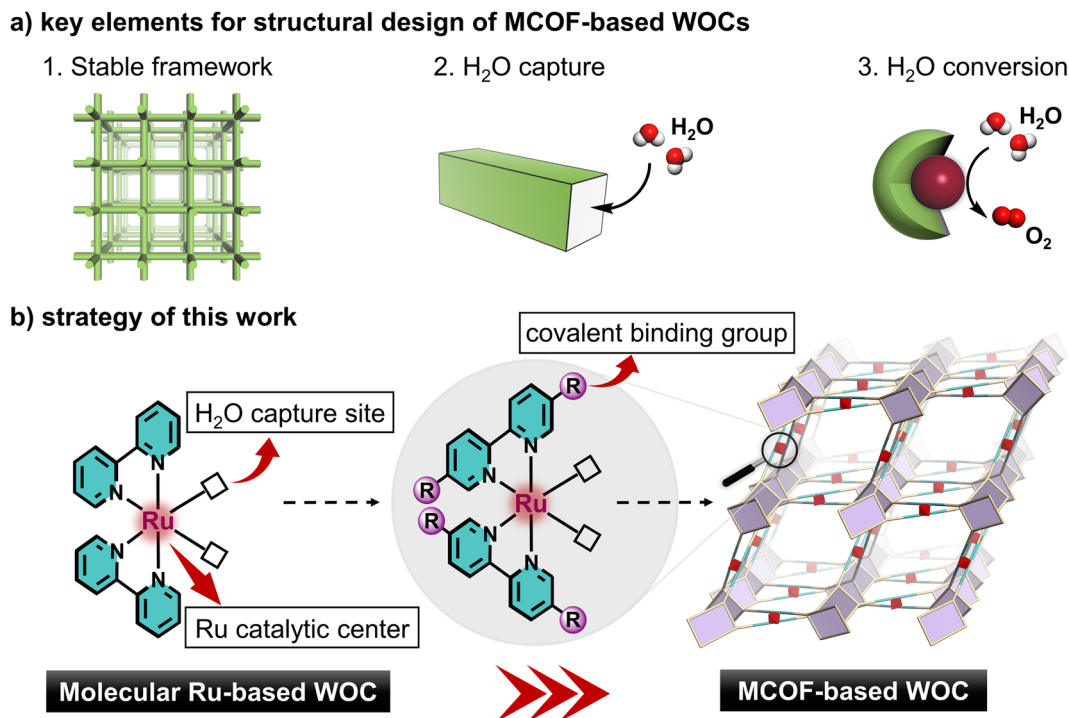 a) key elements for structural design of MCOF-based WOCs
1. Stable framework
2. H₂O capture
3. H₂O conversion
H₂O
H₂O
O₂
b) strategy of this work
covalent binding group
H₂O capture site
R
N
N
Ru
N
N
R
R
N
N
Ru
N
N
R
Ru catalytic center
Molecular Ru-based WOC
MCOF-based WOC